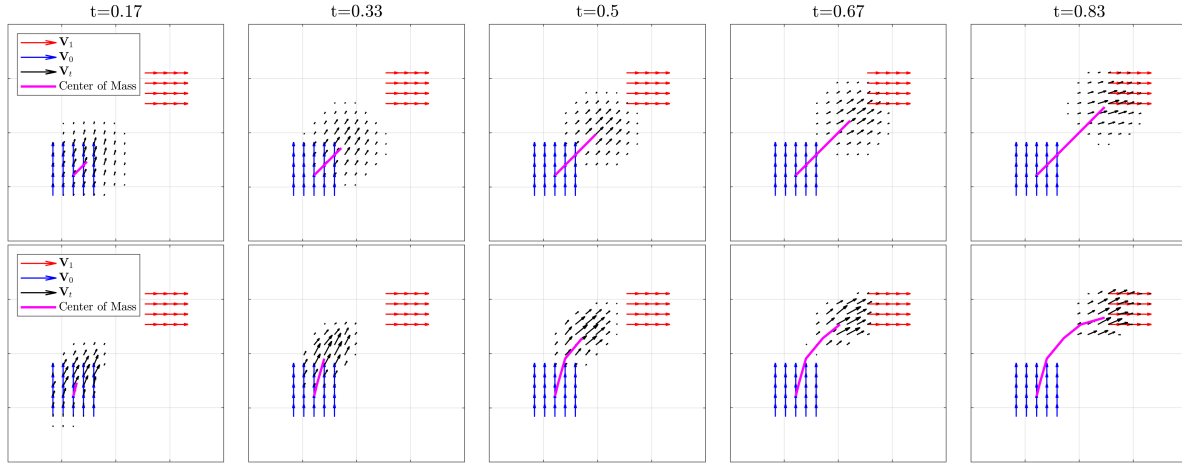 t=0.17
t=0.33
t=0.5
t=0.67
t=0.83
V₁
V₀
Vₜ
Center of Mass
V₁
V₀
Vₜ
Center of Mass